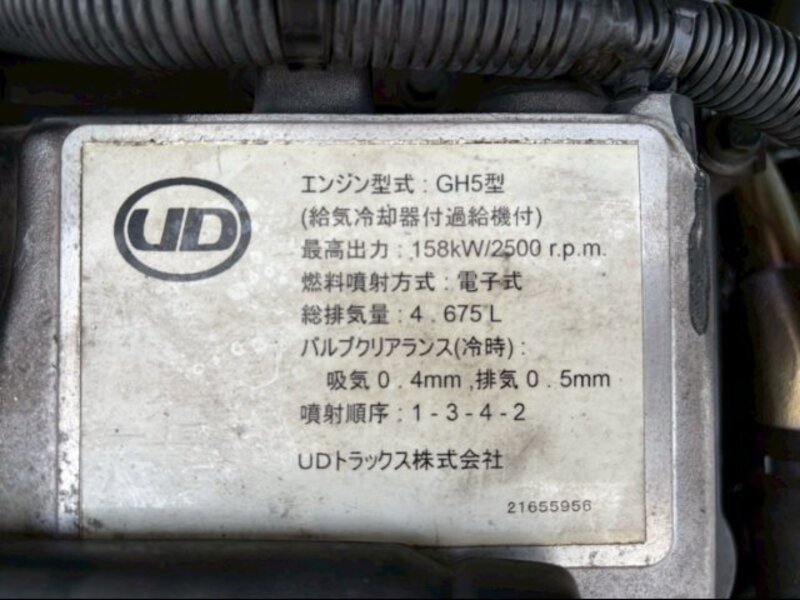 UD
エンジン型式 : GH5型
(給気冷却器付過給機付)
最高出力 : 158kW/2500 r.p.m.
燃料噴射方式 : 電子式
総排気量 : 4 . 675 L
バルブクリアランス(冷時) :
吸気 0 . 4mm ,排気 0 . 5mm
噴射順序 : 1 - 3 - 4 - 2
UDトラックス株式会社
21655956